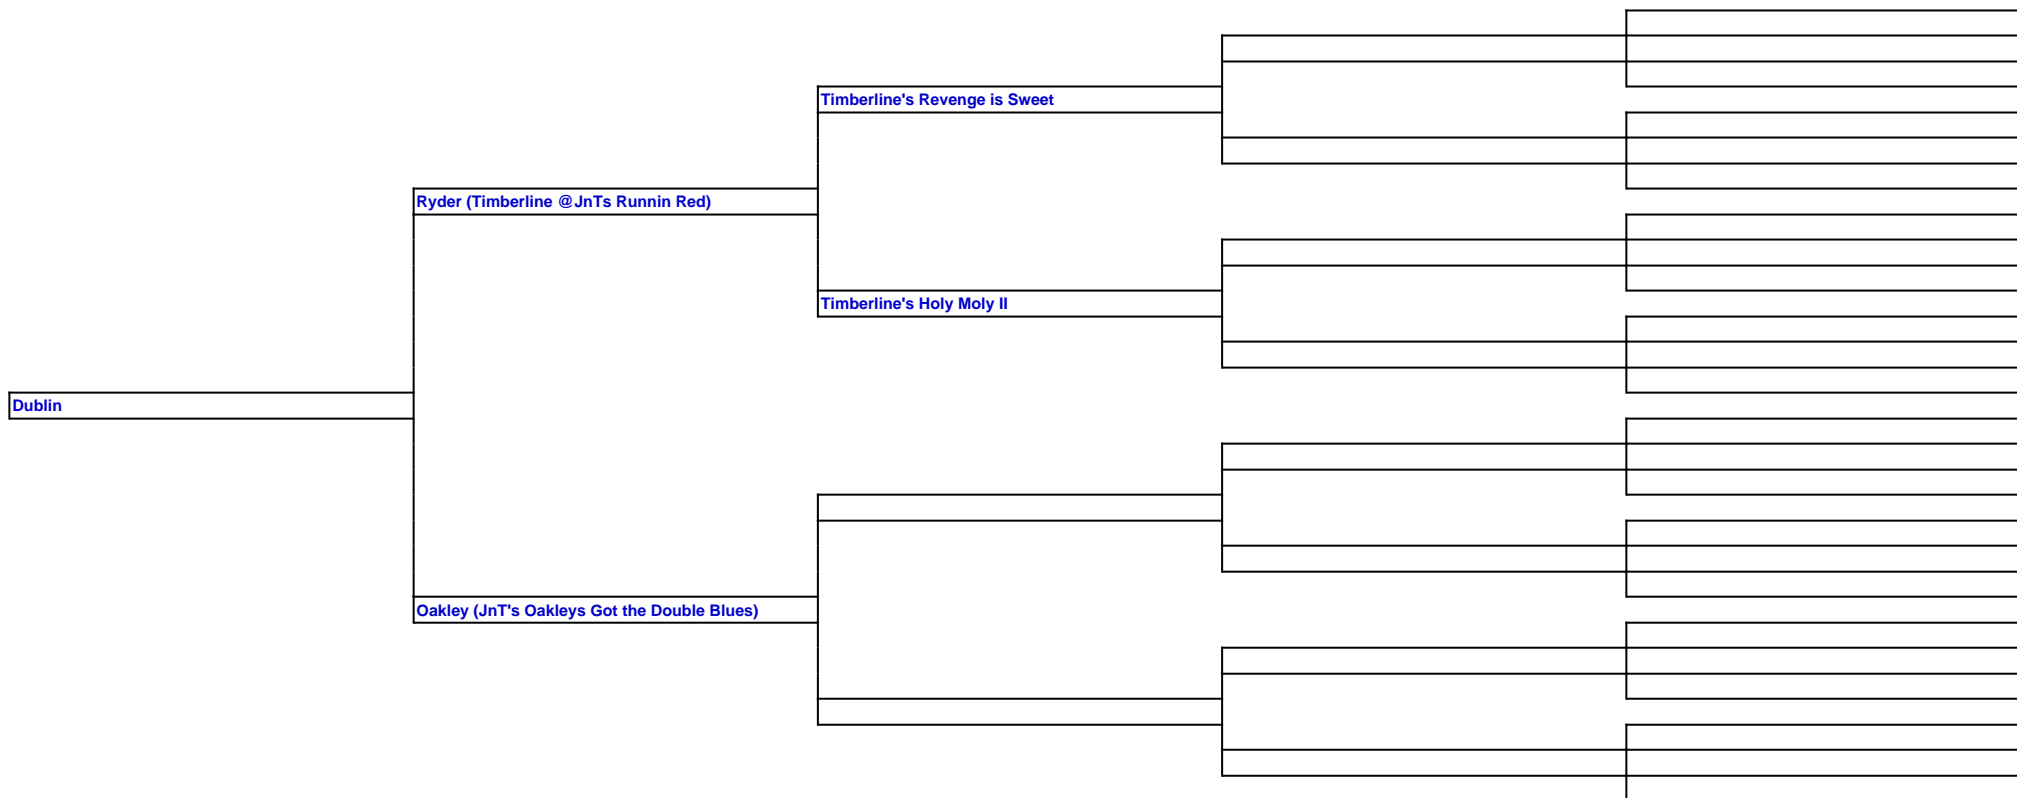 Timberline's Revenge is Sweet
Ryder (Timberline @JnTs Runnin Red)
Timberline's Holy Moly II
Dublin
Oakley (JnT's Oakleys Got the Double Blues)